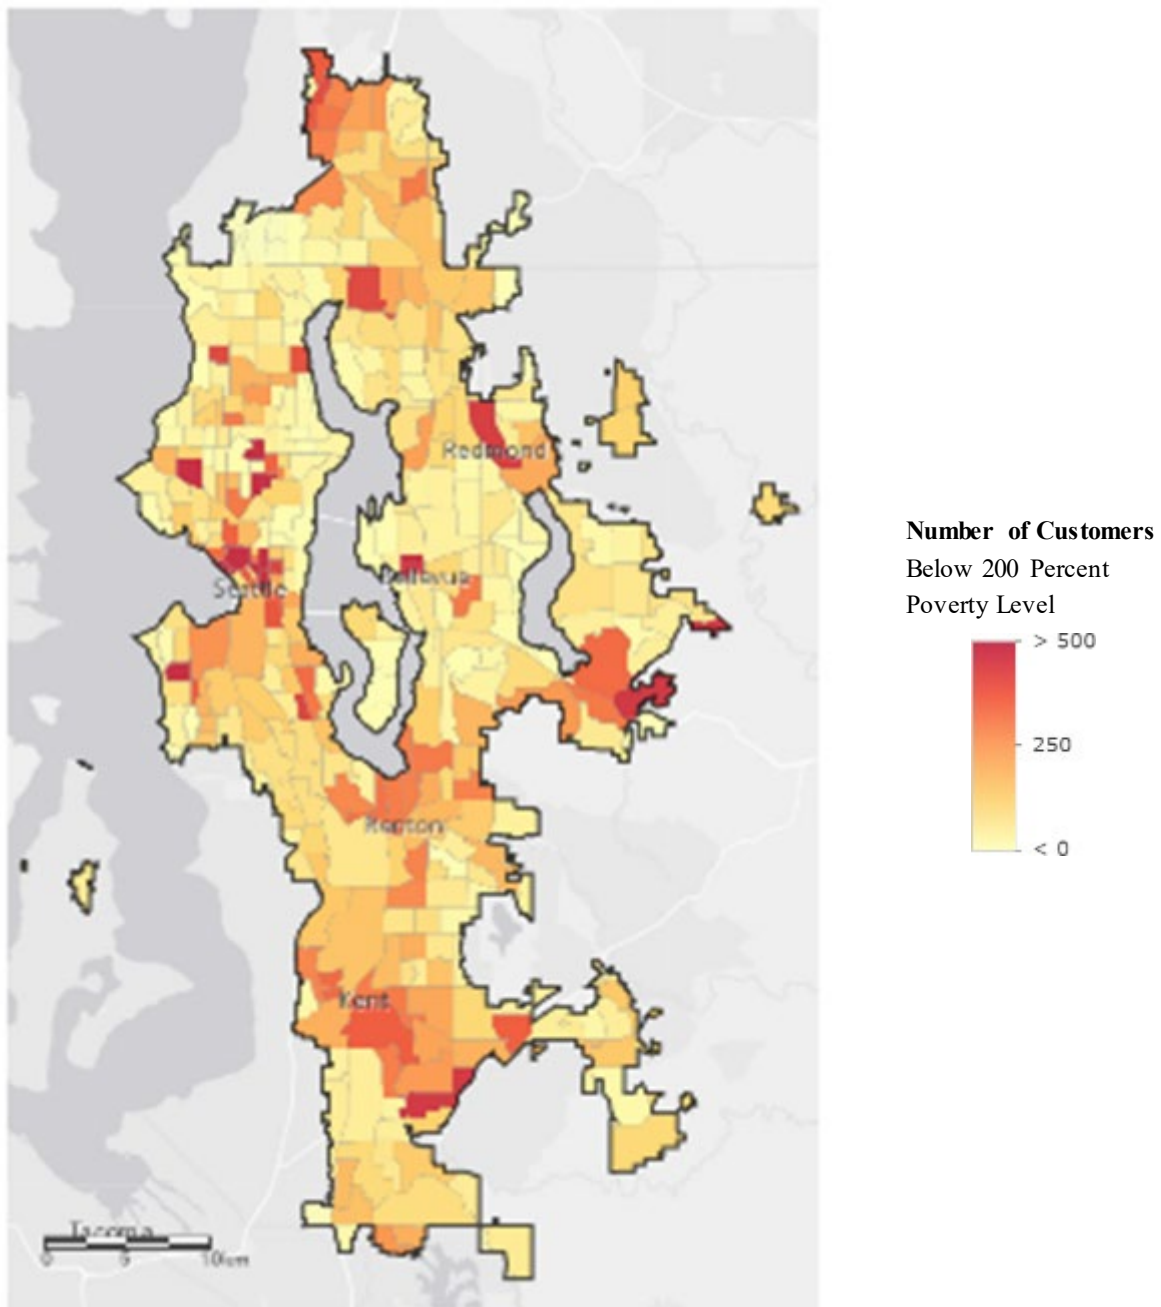 Redmond
Bellevue
Seattle
Renton
Kent
Tacoma
0 5 10km
Number of Customers
Below 200 Percent
Poverty Level
> 500
250
< 0